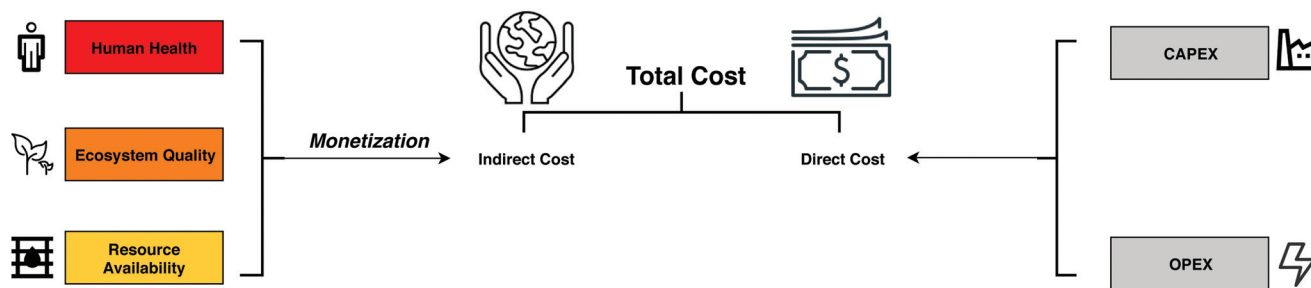 Human Health
Ecosystem Quality
Resource
Availability
Monetization
Total Cost
$
Indirect Cost
Direct Cost
CAPEX
OPEX